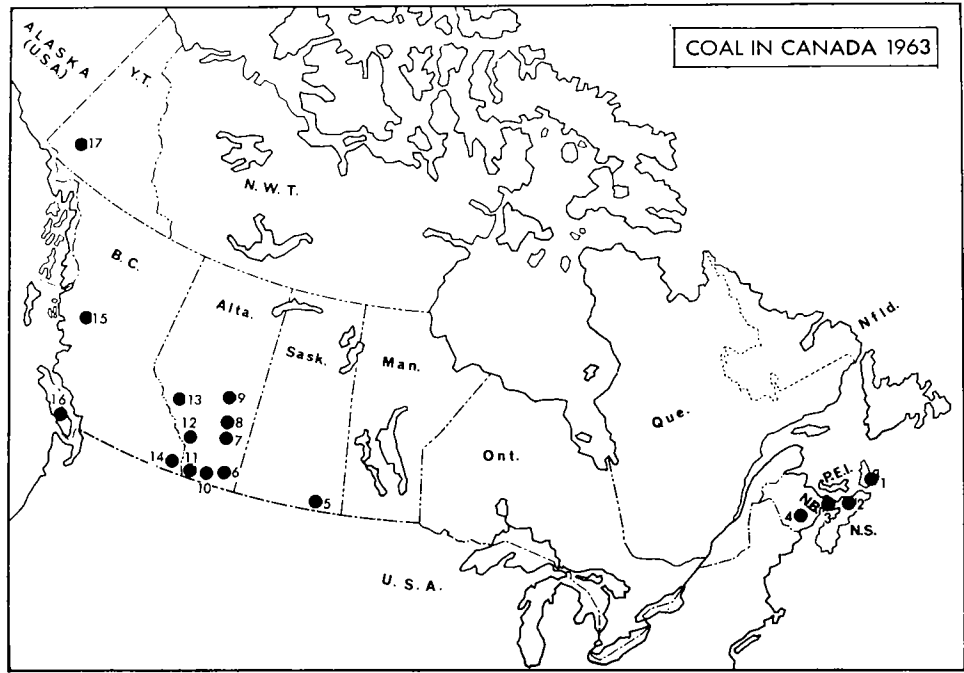 COAL IN CANADA 1963
ALASKA
(U.S.A)
Y.T.
17
N.W.T.
B.C.
15
Alta.
Sask.
Man.
Nfld.
Que.
Ont.
16
13
9
12
8
7
14
11
10
6
5
P.E.I.
1
N.B.
4
3
2
N.S.
U.S.A.